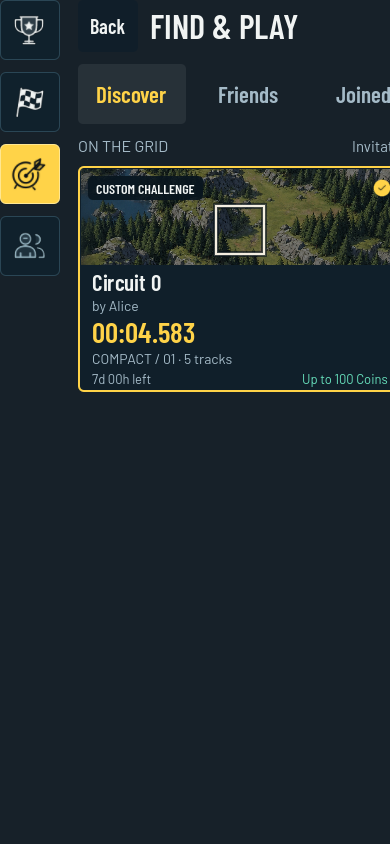 Back
FIND & PLAY
Discover
Friends
Joined
ON THE GRID
Invitat
CUSTOM CHALLENGE
Circuit 0
by Alice
00:04.583
COMPACT / 01 · 5 tracks
7d 00h left
Up to 100 Coins